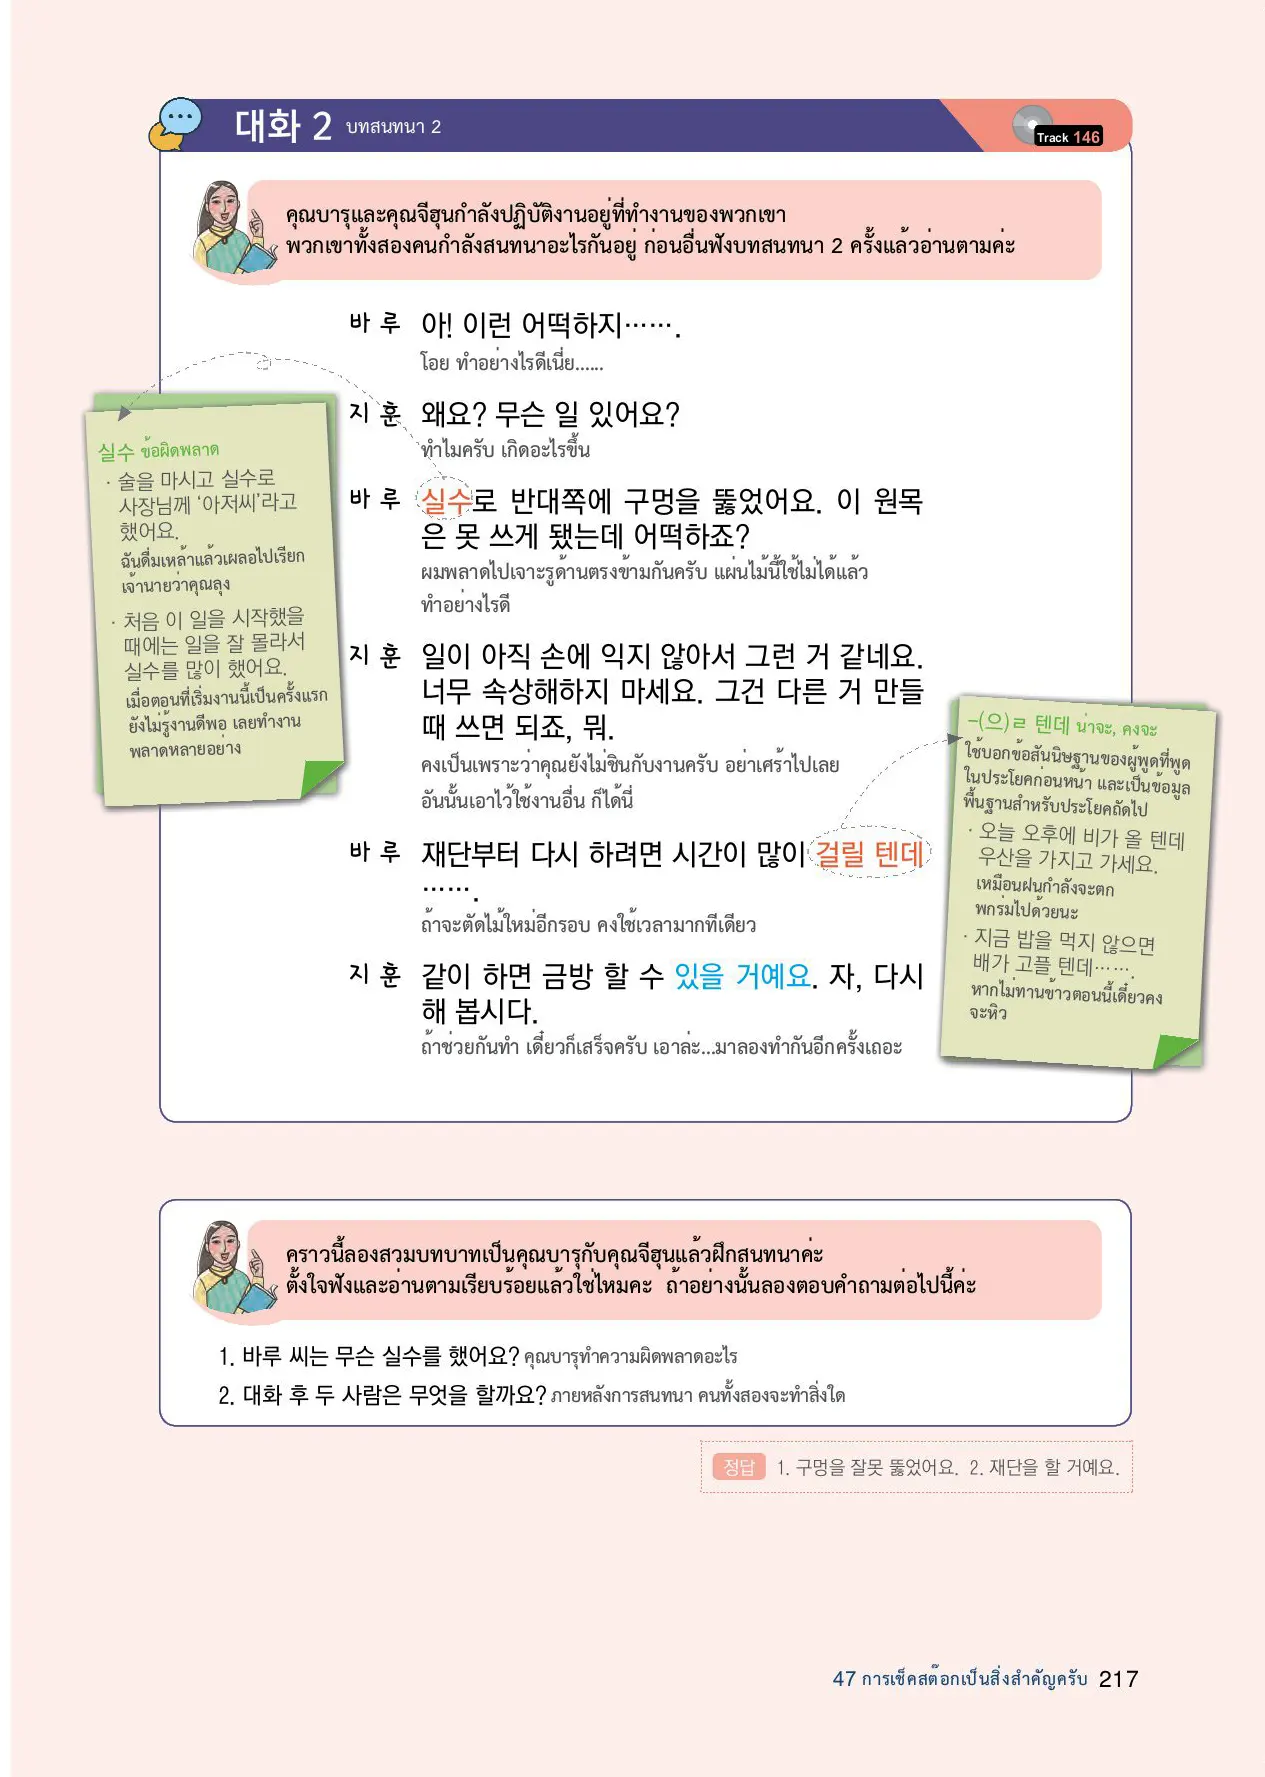 대화 2 บทสนทนา 2
Track 146
คุณบารุและคุณจีฮุนกำลังปฏิบัติงานอยู่ที่ทำงานของพวกเขา
พวกเขาทั้งสองคนกำลังสนทนาอะไรกันอยู่ ก่อนอื่นฟังบทสนทนา 2 ครั้งแล้วอ่านตามค่ะ
바 루 아! 이런 어떡하지…….
โอย ทำอย่างไรดีเนี่ย......
지 훈 왜요? 무슨 일 있어요?
ทำไมครับ เกิดอะไรขึ้น
바 루 실수로 반대쪽에 구멍을 뚫었어요. 이 원목
은 못 쓰게 됐는데 어떡하죠?
ผมพลาดไปเจาะรูด้านตรงข้ามกันครับ แผ่นไม้นี้ใช้ไม่ได้แล้ว
ทำอย่างไรดี
지 훈 일이 아직 손에 익지 않아서 그런 거 같네요.
너무 속상해하지 마세요. 그건 다른 거 만들
때 쓰면 되죠, 뭐.
คงเป็นเพราะว่าคุณยังไม่ชินกับงานครับ อย่าเศร้าไปเลย
อันนั้นเอาไว้ใช้งานอื่น ก็ได้นี่
바 루 재단부터 다시 하려면 시간이 많이 걸릴 텐데
…….
ถ้าจะตัดไม้ใหม่อีกรอบ คงใช้เวลามากทีเดียว
지 훈 같이 하면 금방 할 수 있을 거예요. 자, 다시
해 봅시다.
ถ้าช่วยกันทำ เดี๋ยวก็เสร็จครับ เอาล่ะ...มาลองทำกันอีกครั้งเถอะ
실수 ข้อผิดพลาด
· 술을 마시고 실수로
사장님께 ‘아저씨’라고
했어요.
ฉันดื่มเหล้าแล้วเผลอไปเรียก
เจ้านายว่าคุณลุง
· 처음 이 일을 시작했을
때에는 일을 잘 몰라서
실수를 많이 했어요.
เมื่อตอนที่เริ่มงานนี้เป็นครั้งแรก
ยังไม่รู้งานดีพอ เลยทำงาน
พลาดหลายอย่าง
-(으)ㄹ 텐데 น่าจะ, คงจะ
ใช้บอกข้อสันนิษฐานของผู้พูดที่พูด
ในประโยคก่อนหน้า และเป็นข้อมูล
พื้นฐานสำหรับประโยคถัดไป
· 오늘 오후에 비가 올 텐데
우산을 가지고 가세요.
เหมือนฝนกำลังจะตก
พกร่มไปด้วยนะ
· 지금 밥을 먹지 않으면
배가 고플 텐데…….
หากไม่ทานข้าวตอนนี้เดี๋ยวคง
จะหิว
คราวนี้ลองสวมบทบาทเป็นคุณบารุกับคุณจีฮุนแล้วฝึกสนทนาค่ะ
ตั้งใจฟังและอ่านตามเรียบร้อยแล้วใช่ไหมคะ ถ้าอย่างนั้นลองตอบคำถามต่อไปนี้ค่ะ
1. 바루 씨는 무슨 실수를 했어요? คุณบารุทำความผิดพลาดอะไร
2. 대화 후 두 사람은 무엇을 할까요? ภายหลังการสนทนา คนทั้งสองจะทำสิ่งใด
정답 1. 구멍을 잘못 뚫었어요. 2. 재단을 할 거예요.
47 การเช็คสต๊อกเป็นสิ่งสำคัญครับ 217